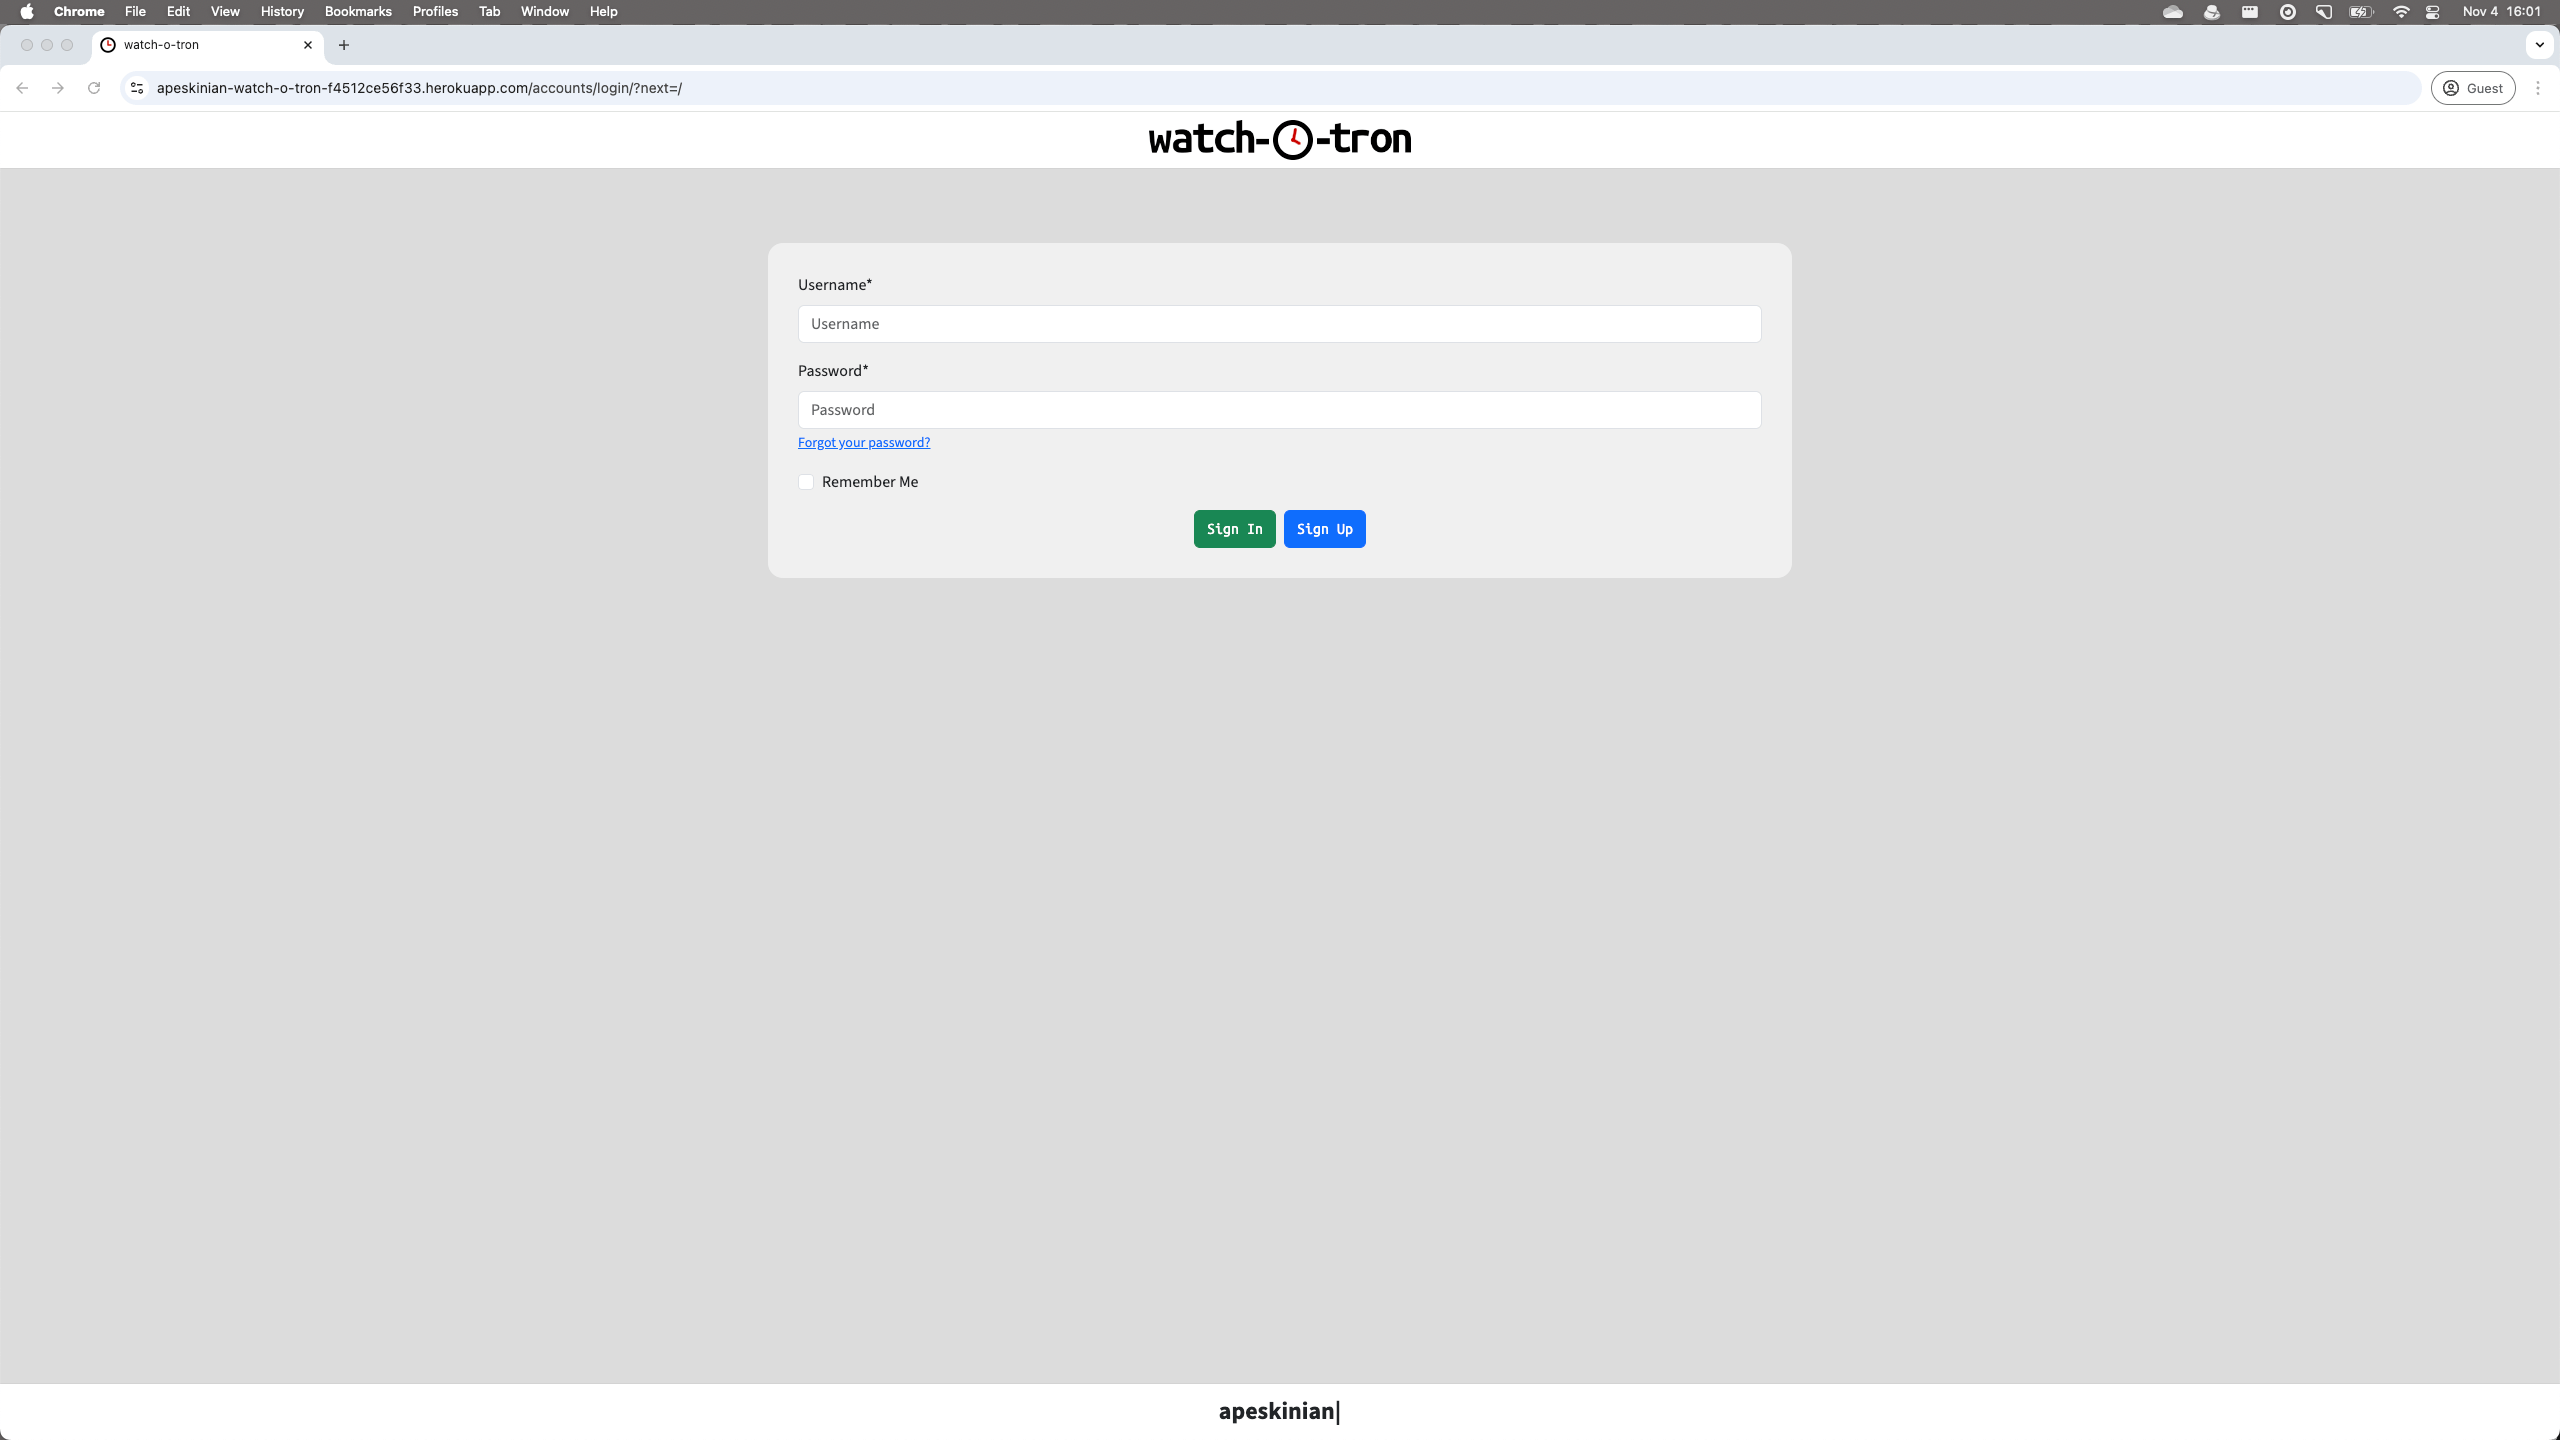 Chrome File Edit View History Bookmarks Profiles Tab Window Help Nov 4 16:01
watch-o-tron
apeskinian-watch-o-tron-f4512ce56f33.herokuapp.com/accounts/login/?next=/ Guest
watch-o-tron
Username*
Username
Password*
Password
Forgot your password?
Remember Me
Sign In Sign Up
apeskinian|